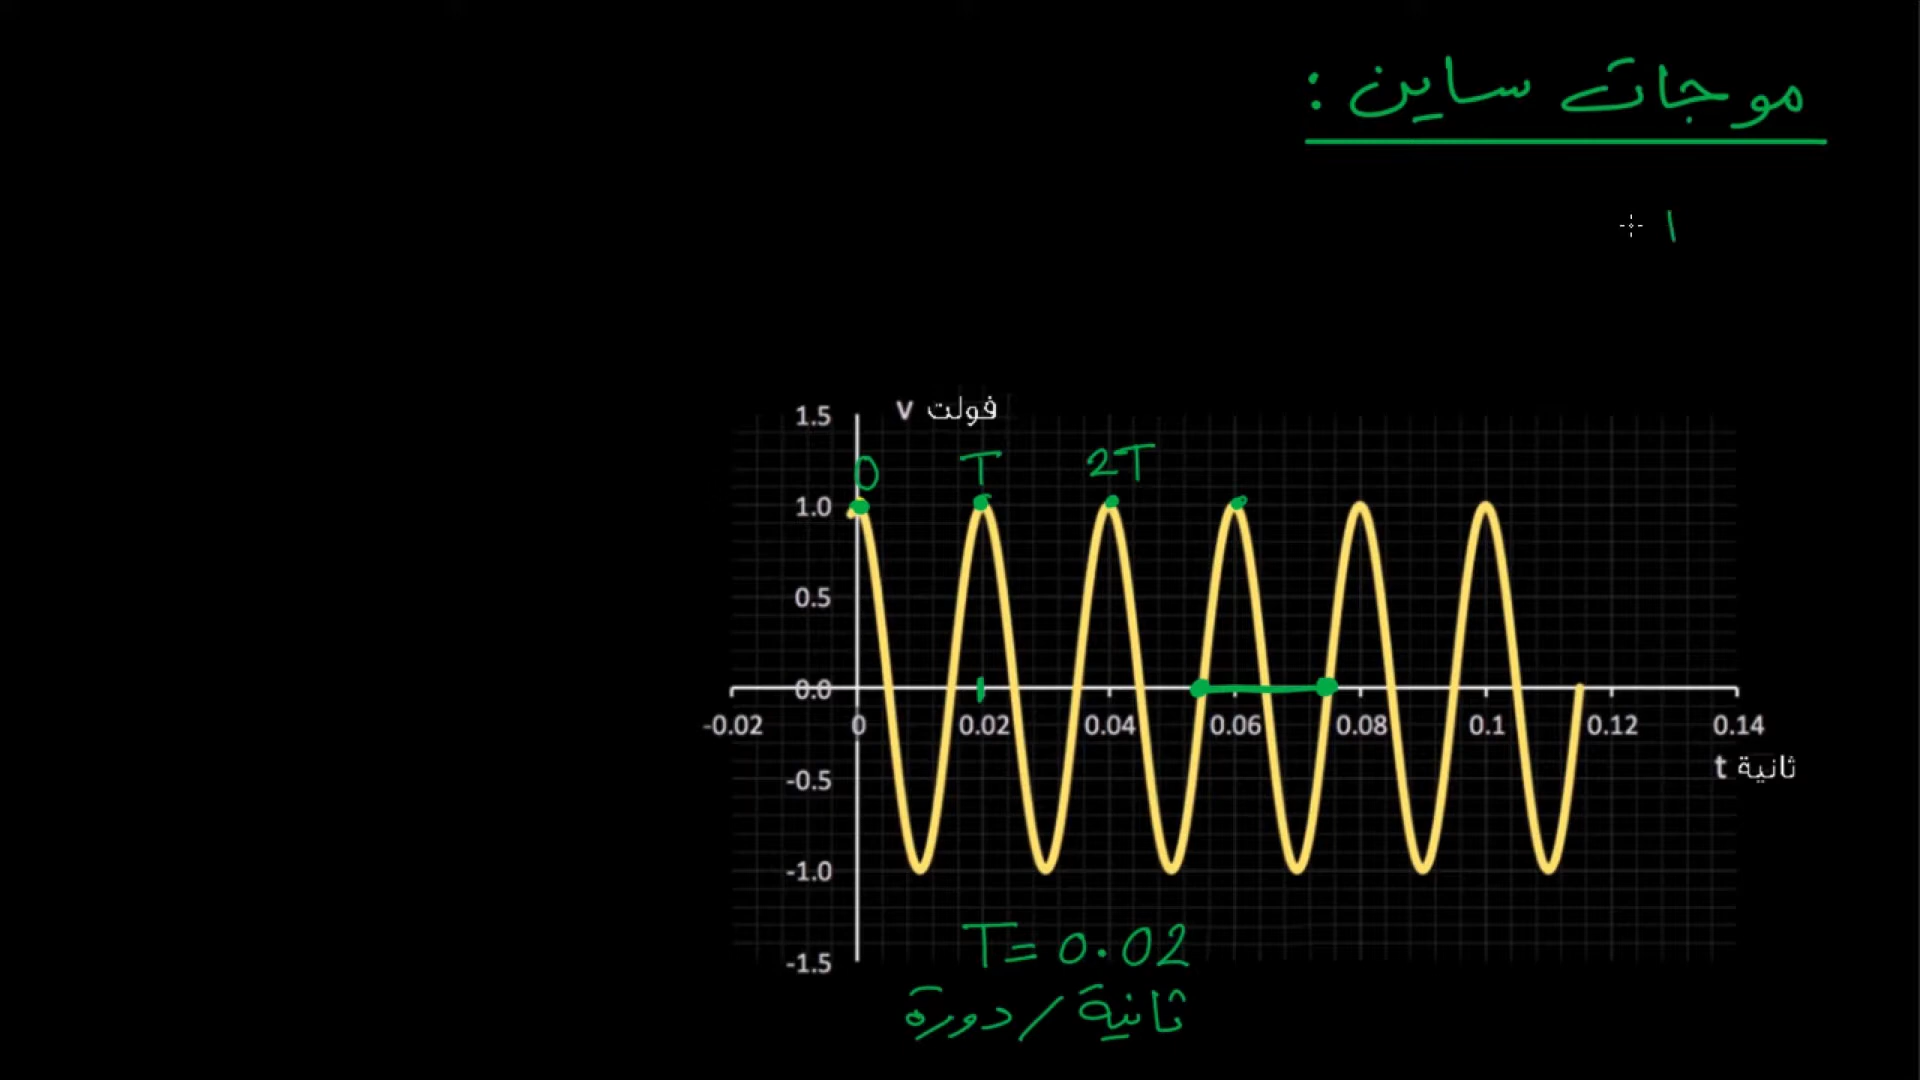 موجات ساين :
ا
فولت v
1.5
0 T 2T
1.0
0.5
0.0
-0.02 0 0.02 0.04 0.06 0.08 0.1 0.12 0.14
ثانية t
-0.5
-1.0
-1.5
T = 0.02
ثانية / دورة